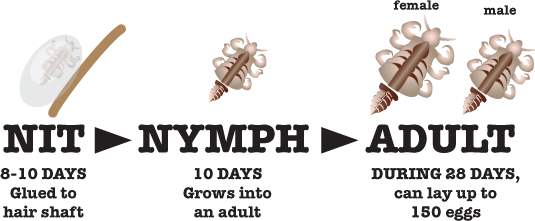 female
male
NIT NYMPH ADULT
8-10 DAYS
Glued to
hair shaft
10 DAYS
Grows into
an adult
DURING 28 DAYS,
can lay up to
150 eggs